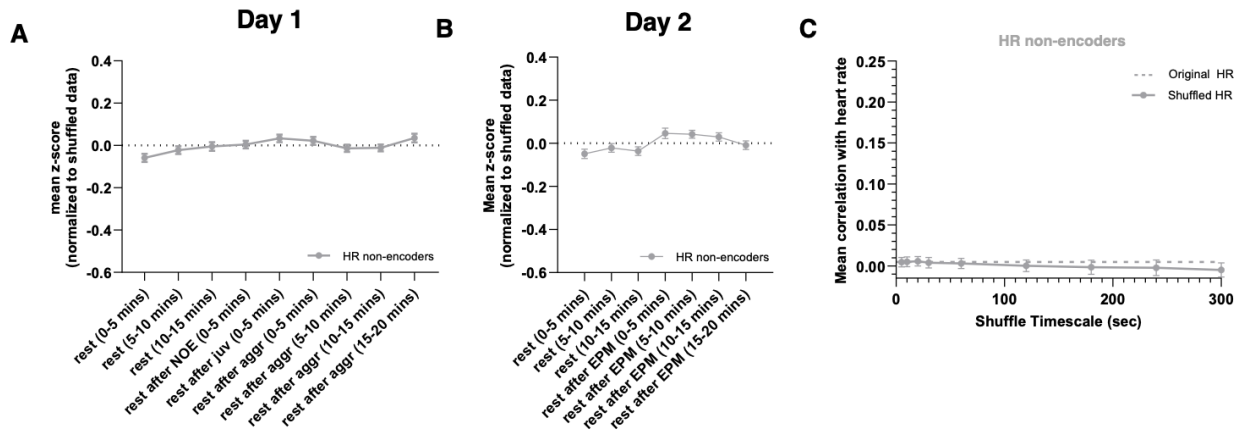 A
Day 1
mean z-score
(normalized to shuffled data)
0.4
0.2
0.0
-0.2
-0.4
-0.6
HR non-encoders
rest (0-5 mins)
rest (5-10 mins)
rest (10-15 mins)
rest after NOE (0-5 mins)
rest after juv (0-5 mins)
rest after aggr (0-5 mins)
rest after aggr (5-10 mins)
rest after aggr (10-15 mins)
rest after aggr (15-20 mins)
B
Day 2
Mean z-score
(normalized to shuffled data)
0.4
0.2
0.0
-0.2
-0.4
-0.6
HR non-encoders
rest (0-5 mins)
rest (5-10 mins)
rest (10-15 mins)
rest after EPM (0-5 mins)
rest after EPM (5-10 mins)
rest after EPM (10-15 mins)
rest after EPM (15-20 mins)
C
HR non-encoders
Mean correlation with heart rate
0.25
0.20
0.15
0.10
0.05
0.00
Original HR
Shuffled HR
0
100
200
300
Shuffle Timescale (sec)